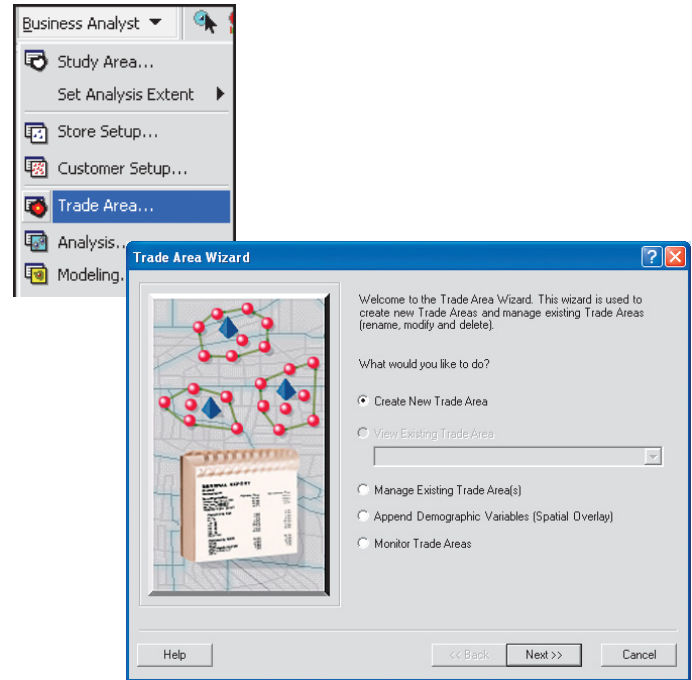 Business Analyst
Study Area...
Set Analysis Extent
Store Setup...
Customer Setup...
Trade Area...
Analysis...
Modeling.
Trade Area Wizard
Welcome to the Trade Area Wizard. This wizard is used to
create new Trade Areas and manage existing Trade Areas
(rename, modify and delete).
What would you like to do?
Create New Trade Area
View Existing Trade Area
Manage Existing Trade Area(s)
Append Demographic Variables (Spatial Overlay)
Monitor Trade Areas
Help
<< Back
Next >>
Cancel